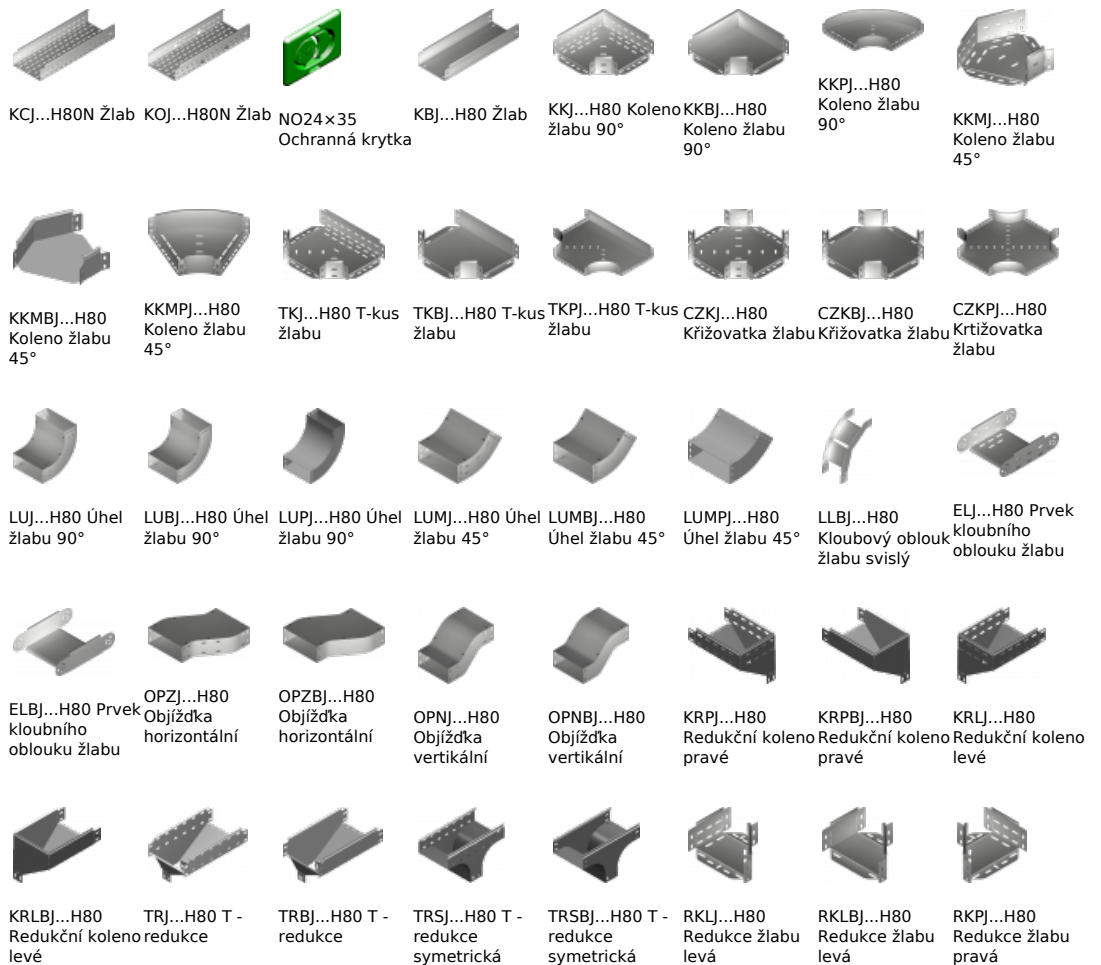 KCJ...H80N Žlab
KOJ...H80N Žlab
NO24×35
Ochranná krytka
KBJ...H80 Žlab
KKJ...H80 Koleno
žlabu 90°
KKBJ...H80
Koleno žlabu
90°
KKPJ...H80
Koleno žlabu
90°
KKMJ...H80
Koleno žlabu
45°
KKMBJ...H80
Koleno žlabu
45°
KKMPJ...H80
Koleno žlabu
45°
TKJ...H80 T-kus
žlabu
TKBJ...H80 T-kus
žlabu
TKPJ...H80 T-kus
žlabu
CZKJ...H80
Křižovatka žlabu
CZKBJ...H80
Křižovatka žlabu
CZKPJ...H80
Krtižovatka
žlabu
LUJ...H80 Úhel
žlabu 90°
LUBJ...H80 Úhel
žlabu 90°
LUPJ...H80 Úhel
žlabu 90°
LUMJ...H80 Úhel
žlabu 45°
LUMBJ...H80
Úhel žlabu 45°
LUMPJ...H80
Úhel žlabu 45°
LLBJ...H80
Kloubový oblouk
žlabu svislý
ELJ...H80 Prvek
kloubního
oblouku žlabu
ELBJ...H80 Prvek
kloubního
oblouku žlabu
OPZJ...H80
Objížďka
horizontální
OPZBJ...H80
Objížďka
horizontální
OPNJ...H80
Objížďka
vertikální
OPNBJ...H80
Objížďka
vertikální
KRPJ...H80
Redukční koleno
pravé
KRPBJ...H80
Redukční koleno
pravé
KRLJ...H80
Redukční koleno
levé
KRLBJ...H80
Redukční koleno
levé
TRJ...H80 T -
redukce
TRBJ...H80 T -
redukce
TRSJ...H80 T -
redukce
symetrická
TRSBJ...H80 T -
redukce
symetrická
RKLJ...H80
Redukce žlabu
levá
RKLBJ...H80
Redukce žlabu
levá
RKPJ...H80
Redukce žlabu
pravá